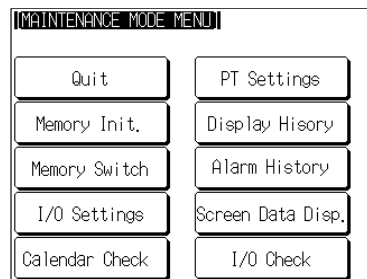 [MAINTENANCE MODE MENU]
Quit
PT Settings
Memory Init.
Display Hisory
Memory Switch
Alarm History
I/O Settings
Screen Data Disp.
Calendar Check
I/O Check